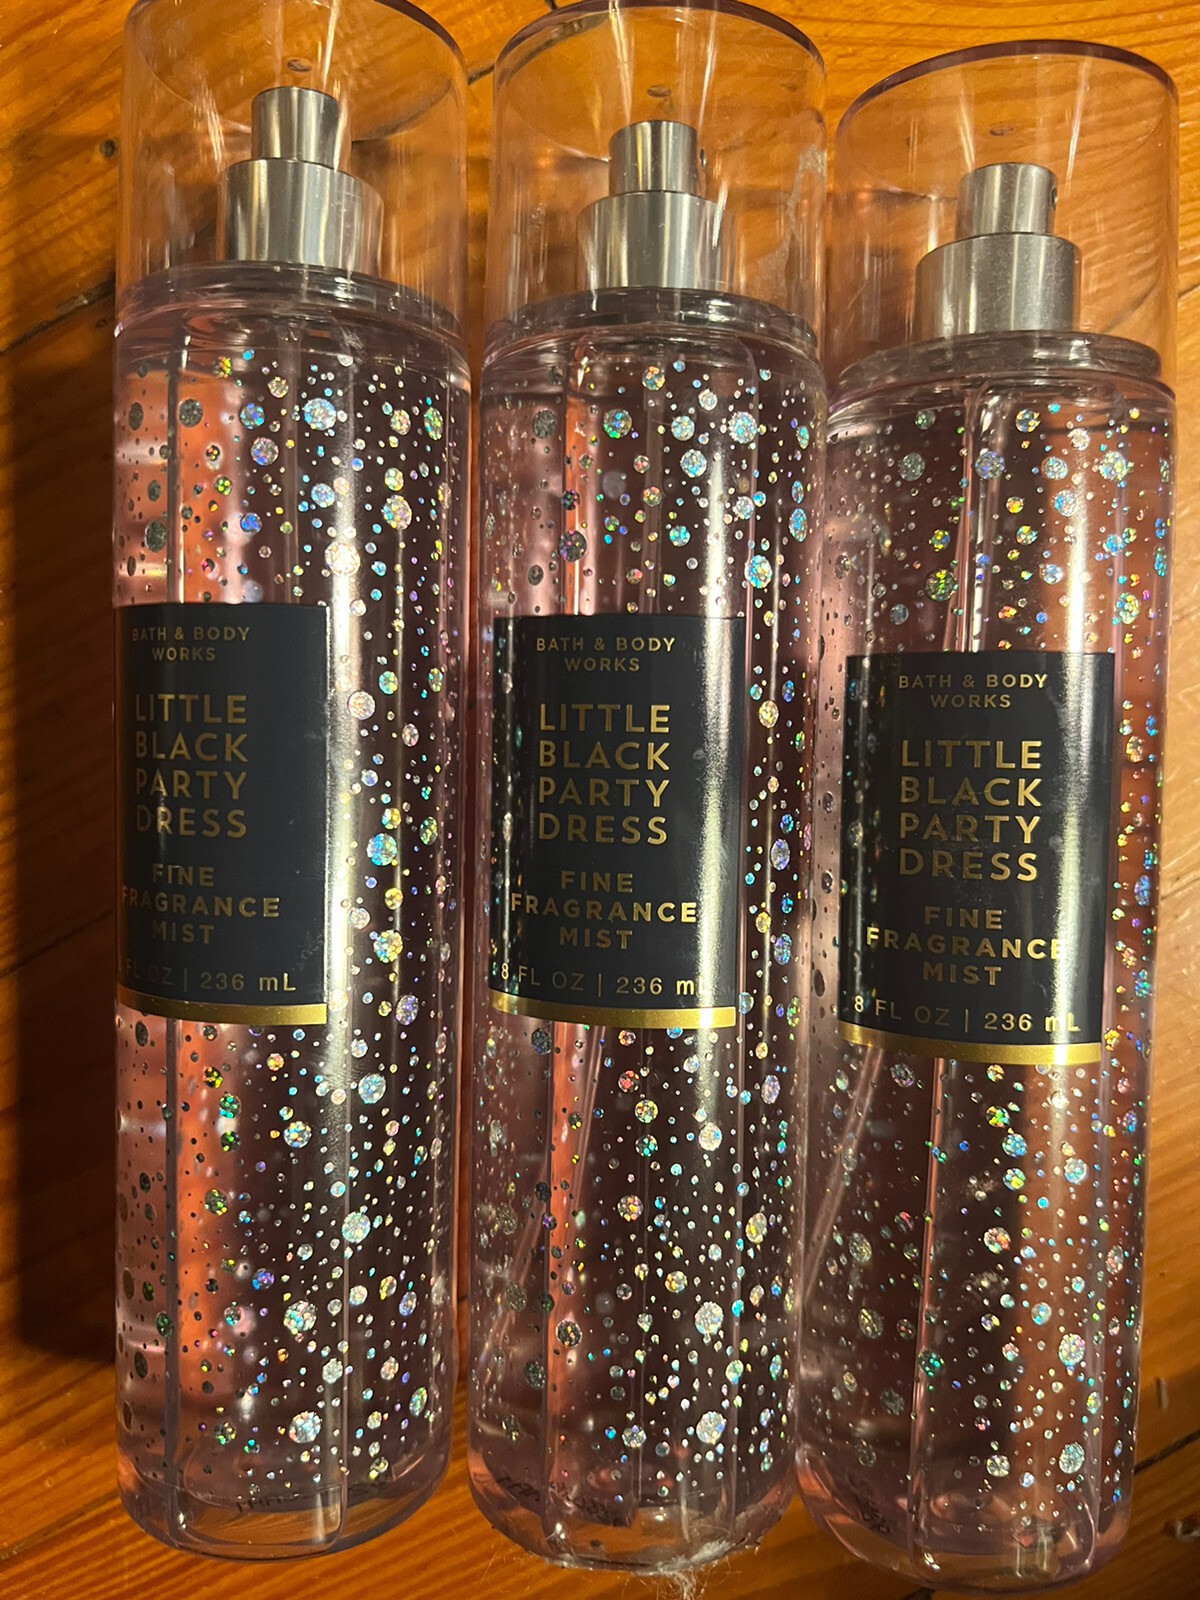 BATH & BODY
WORKS
LITTLE
BLACK
PARTY
DRESS
FINE
FRAGRANCE
MIST
FL OZ | 236 mL
BATH & BODY
WORKS
LITTLE
BLACK
PARTY
DRESS
FINE
FRAGRANCE
MIST
8 FL OZ | 236 mL
BATH & BODY
WORKS
LITTLE
BLACK
PARTY
DRESS
FINE
FRAGRANCE
MIST
8 FL OZ | 236 mL